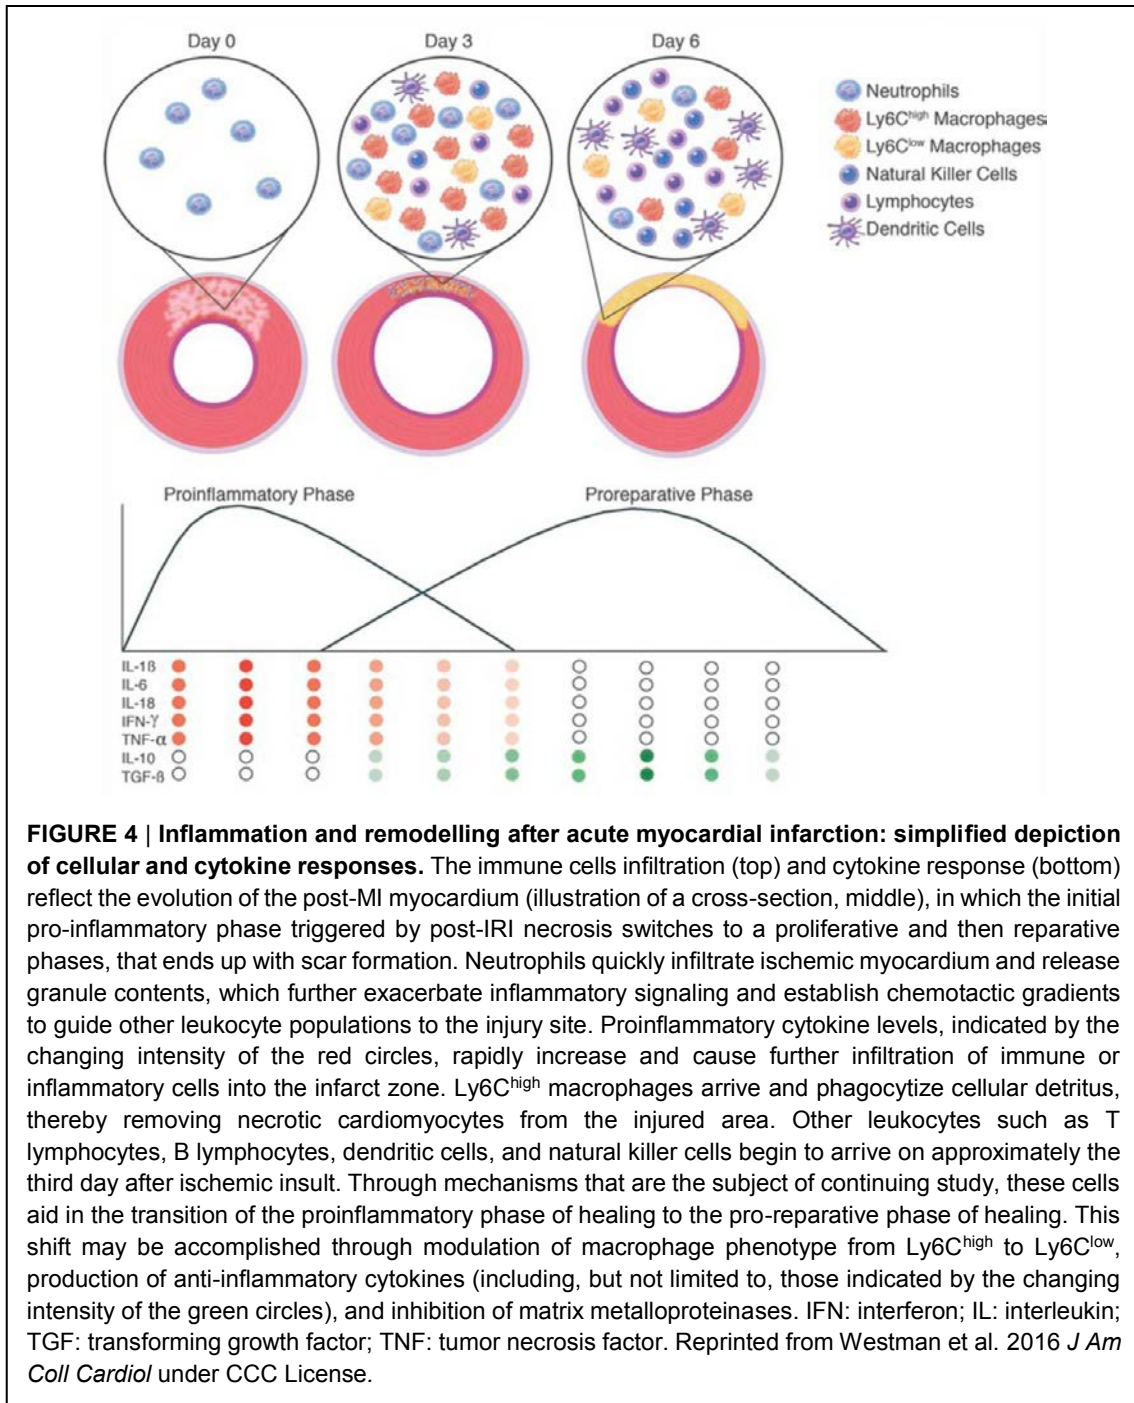 Day 0
Day 3
Day 6
Neutrophils
Ly6Chigh Macrophages
Ly6Clow Macrophages
Natural Killer Cells
Lymphocytes
Dendritic Cells
Proinflammatory Phase
Proreparative Phase
IL-1ß
IL-6
IL-18
IFN-γ
TNF-α
IL-10
TGF-ß
FIGURE 4 | Inflammation and remodelling after acute myocardial infarction: simplified depiction
of cellular and cytokine responses. The immune cells infiltration (top) and cytokine response (bottom)
reflect the evolution of the post-MI myocardium (illustration of a cross-section, middle), in which the initial
pro-inflammatory phase triggered by post-IRI necrosis switches to a proliferative and then reparative
phases, that ends up with scar formation. Neutrophils quickly infiltrate ischemic myocardium and release
granule contents, which further exacerbate inflammatory signaling and establish chemotactic gradients
to guide other leukocyte populations to the injury site. Proinflammatory cytokine levels, indicated by the
changing intensity of the red circles, rapidly increase and cause further infiltration of immune or
inflammatory cells into the infarct zone. Ly6Chigh macrophages arrive and phagocytize cellular detritus,
thereby removing necrotic cardiomyocytes from the injured area. Other leukocytes such as T
lymphocytes, B lymphocytes, dendritic cells, and natural killer cells begin to arrive on approximately the
third day after ischemic insult. Through mechanisms that are the subject of continuing study, these cells
aid in the transition of the proinflammatory phase of healing to the pro-reparative phase of healing. This
shift may be accomplished through modulation of macrophage phenotype from Ly6Chigh to Ly6Clow,
production of anti-inflammatory cytokines (including, but not limited to, those indicated by the changing
intensity of the green circles), and inhibition of matrix metalloproteinases. IFN: interferon; IL: interleukin;
TGF: transforming growth factor; TNF: tumor necrosis factor. Reprinted from Westman et al. 2016 J Am
Coll Cardiol under CCC License.